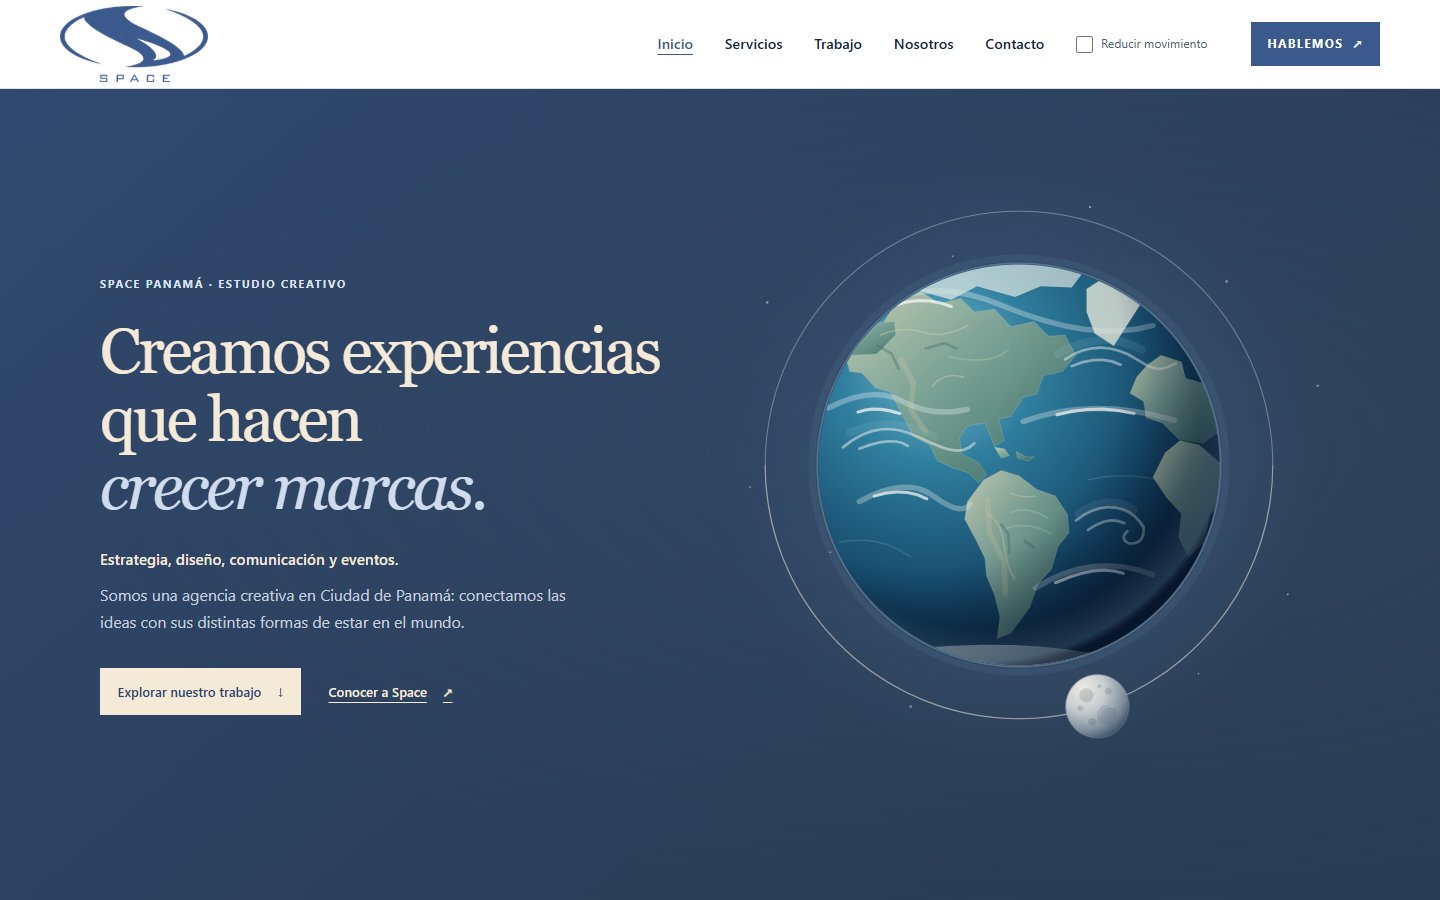 SPACE
Inicio
Servicios
Trabajo
Nosotros
Contacto
Reducir movimiento
HABLEMOS ↗
SPACE PANAMÁ · ESTUDIO CREATIVO
Creamos experiencias
que hacen
crecer marcas.
Estrategia, diseño, comunicación y eventos.
Somos una agencia creativa en Ciudad de Panamá: conectamos las
ideas con sus distintas formas de estar en el mundo.
Explorar nuestro trabajo ↓
Conocer a Space ↗